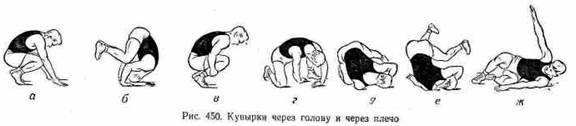 а б в г д е ж
Рис. 450. Кувырки через голову и через плечо